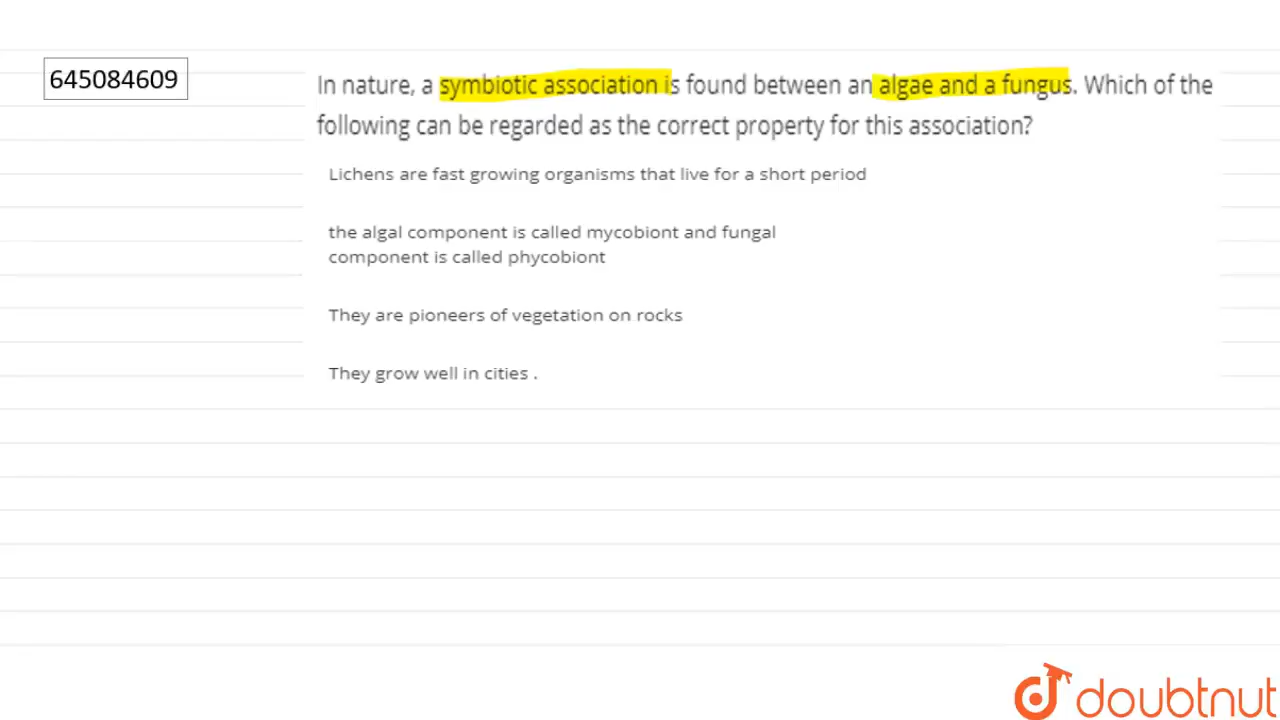 645084609
In nature, a symbiotic association is found between an algae and a fungus. Which of the
following can be regarded as the correct property for this association?
Lichens are fast growing organisms that live for a short period
the algal component is called mycobiont and fungal
component is called phycobiont
They are pioneers of vegetation on rocks
They grow well in cities .
doubtnut